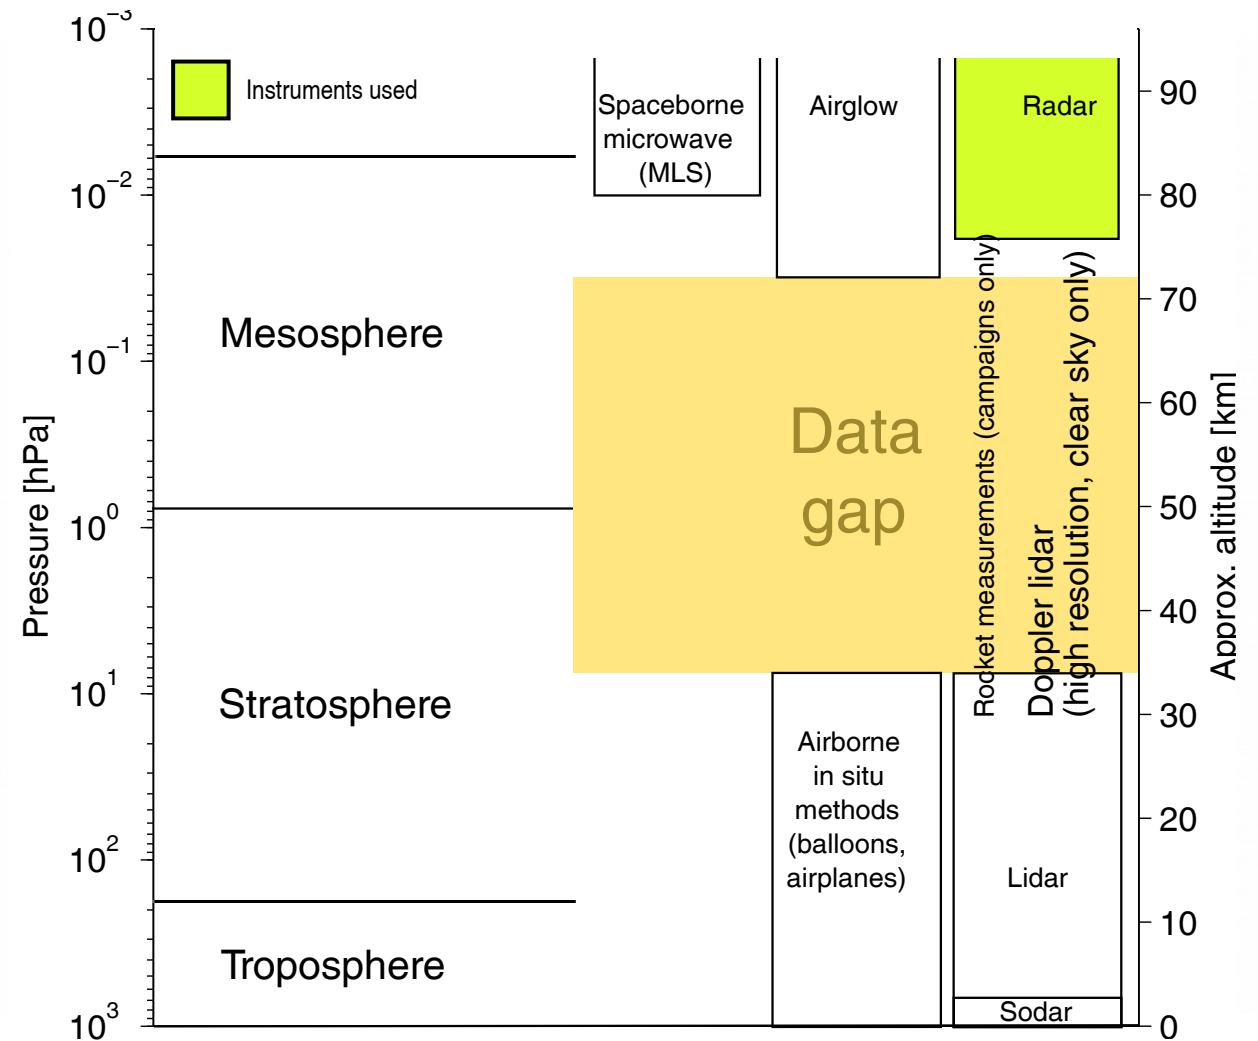 10⁻³
10⁻²
10⁻¹
10⁰
10¹
10²
10³
Pressure [hPa]
Instruments used
Mesosphere
Stratosphere
Troposphere
Spaceborne
microwave
(MLS)
Airglow
Radar
Data
gap
Rocket measurements (campaigns only)
Doppler lidar
(high resolution, clear sky only)
Airborne
in situ
methods
(balloons,
airplanes)
Lidar
Sodar
90
80
70
60
50
40
30
20
10
0
Approx. altitude [km]